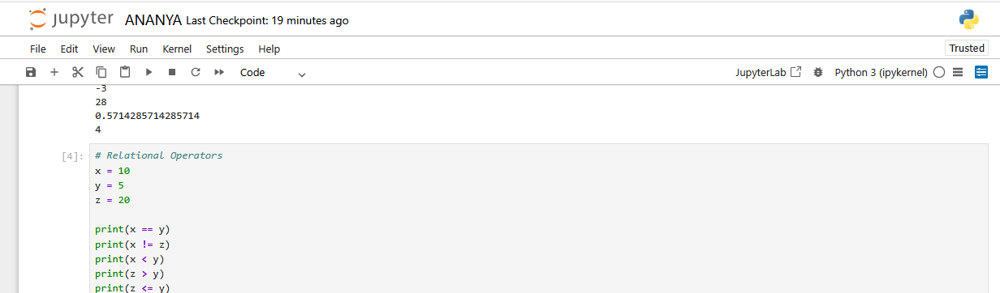 jupyter ANANYA Last Checkpoint: 19 minutes ago
File Edit View Run Kernel Settings Help
Trusted
Code
JupyterLab Python 3 (ipykernel)
-3
28
0.5714285714285714
4
[4]: # Relational Operators
x = 10
y = 5
z = 20
print(x == y)
print(x != z)
print(x < y)
print(z > y)
print(z <= y)